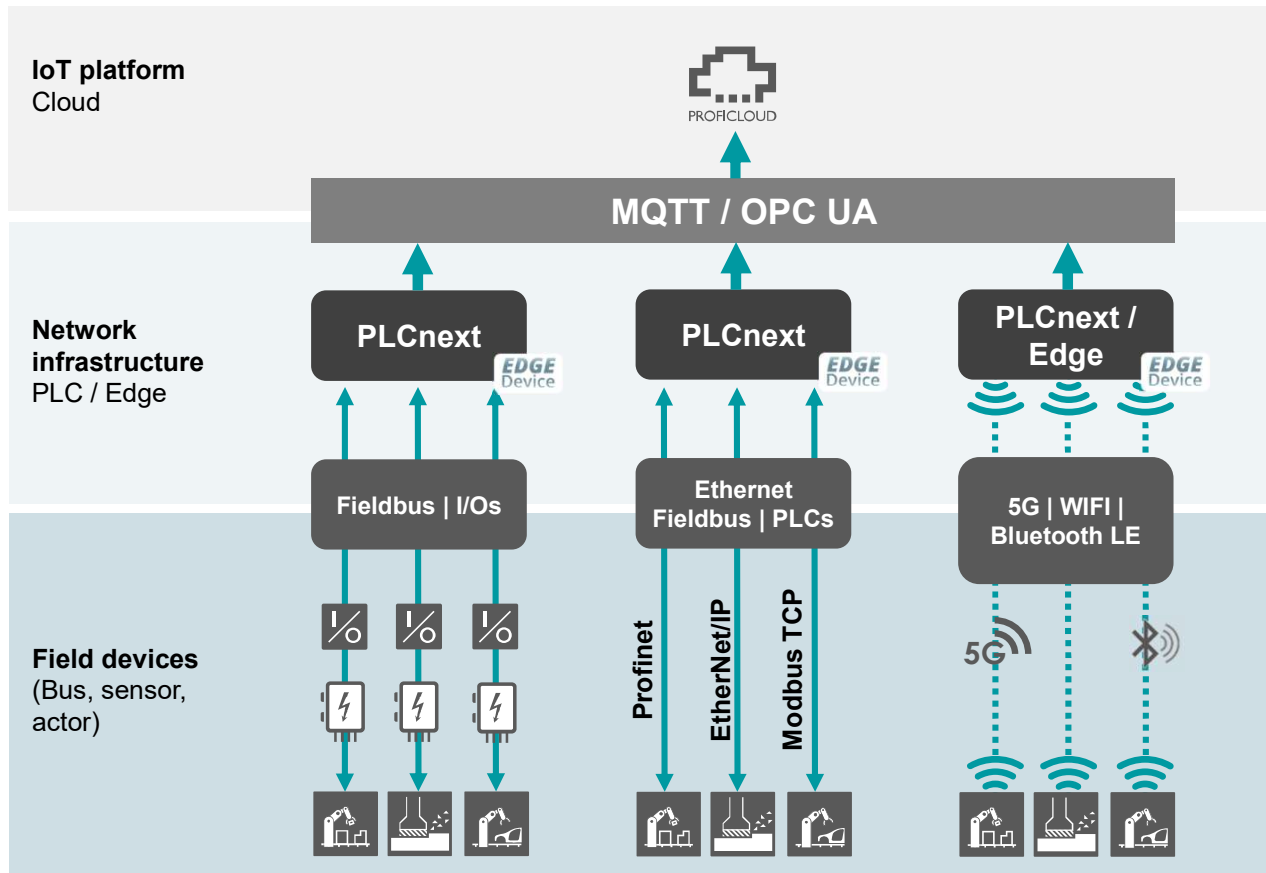 IoT platform
Cloud
PROFICLOUD
MQTT / OPC UA
Network
infrastructure
PLC / Edge
PLCnext
EDGE
Device
PLCnext
EDGE
Device
PLCnext /
Edge
EDGE
Device
Fieldbus | I/Os
Ethernet
Fieldbus | PLCs
5G | WIFI |
Bluetooth LE
Field devices
(Bus, sensor,
actor)
I/O
I/O
I/O
Profinet
EtherNet/IP
Modbus TCP
5G